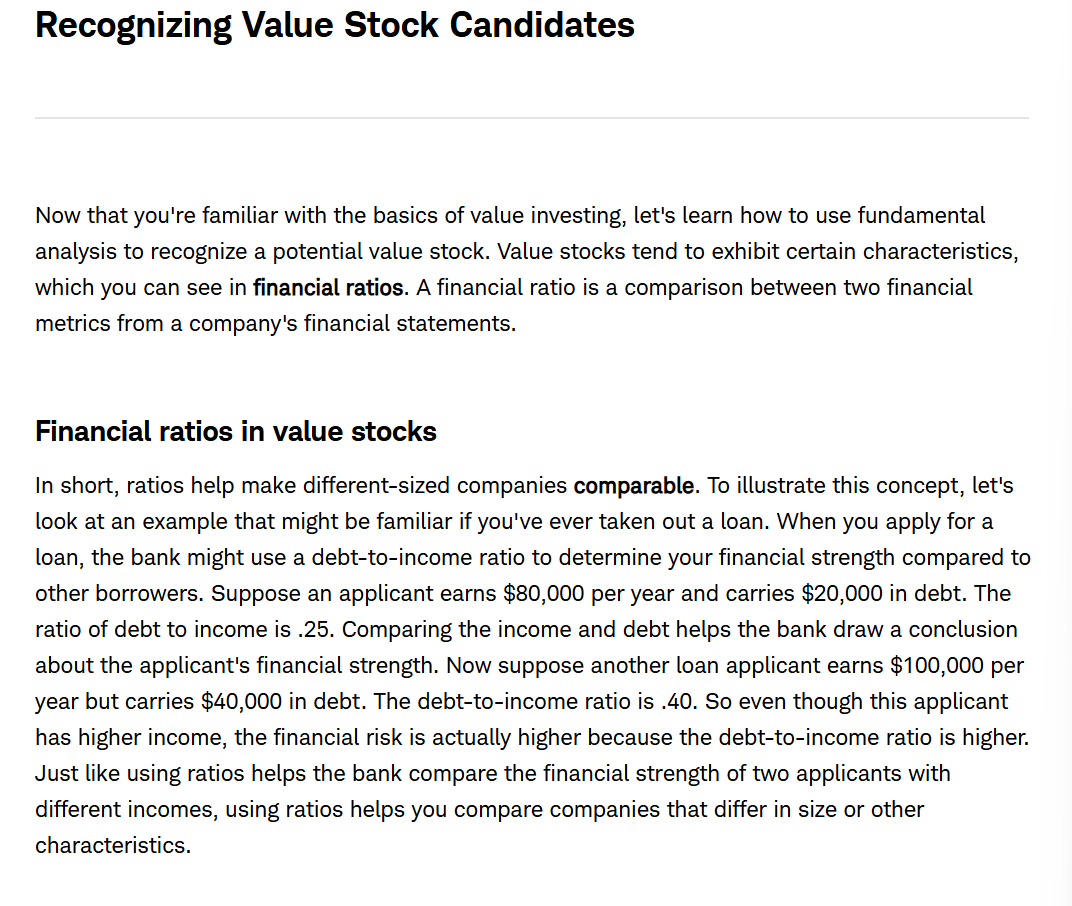 Recognizing Value Stock Candidates
Now that you're familiar with the basics of value investing, let's learn how to use fundamental
analysis to recognize a potential value stock. Value stocks tend to exhibit certain characteristics,
which you can see in financial ratios. A financial ratio is a comparison between two financial
metrics from a company's financial statements.
Financial ratios in value stocks
In short, ratios help make different-sized companies comparable. To illustrate this concept, let's
look at an example that might be familiar if you've ever taken out a loan. When you apply for a
loan, the bank might use a debt-to-income ratio to determine your financial strength compared to
other borrowers. Suppose an applicant earns $80,000 per year and carries $20,000 in debt. The
ratio of debt to income is .25. Comparing the income and debt helps the bank draw a conclusion
about the applicant's financial strength. Now suppose another loan applicant earns $100,000 per
year but carries $40,000 in debt. The debt-to-income ratio is .40. So even though this applicant
has higher income, the financial risk is actually higher because the debt-to-income ratio is higher.
Just like using ratios helps the bank compare the financial strength of two applicants with
different incomes, using ratios helps you compare companies that differ in size or other
characteristics.